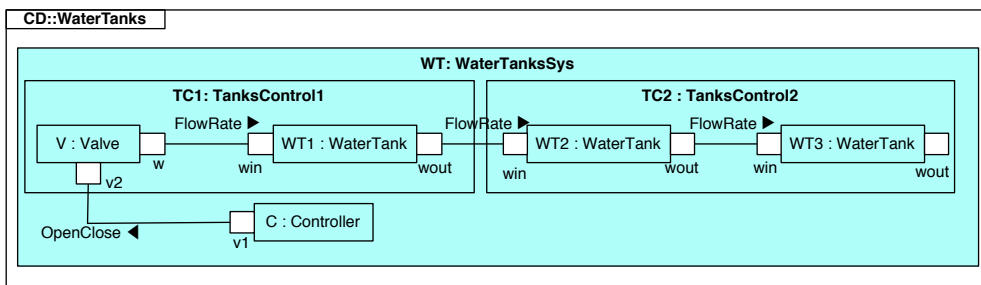 CD::WaterTanks
WT: WaterTanksSys
TC1: TanksControl1
TC2 : TanksControl2
FlowRate ▶
FlowRate ▶
FlowRate ▶
V : Valve
WT1 : WaterTank
WT2 : WaterTank
WT3 : WaterTank
w
win
wout
win
wout
win
wout
v2
C : Controller
OpenClose ◀
v1